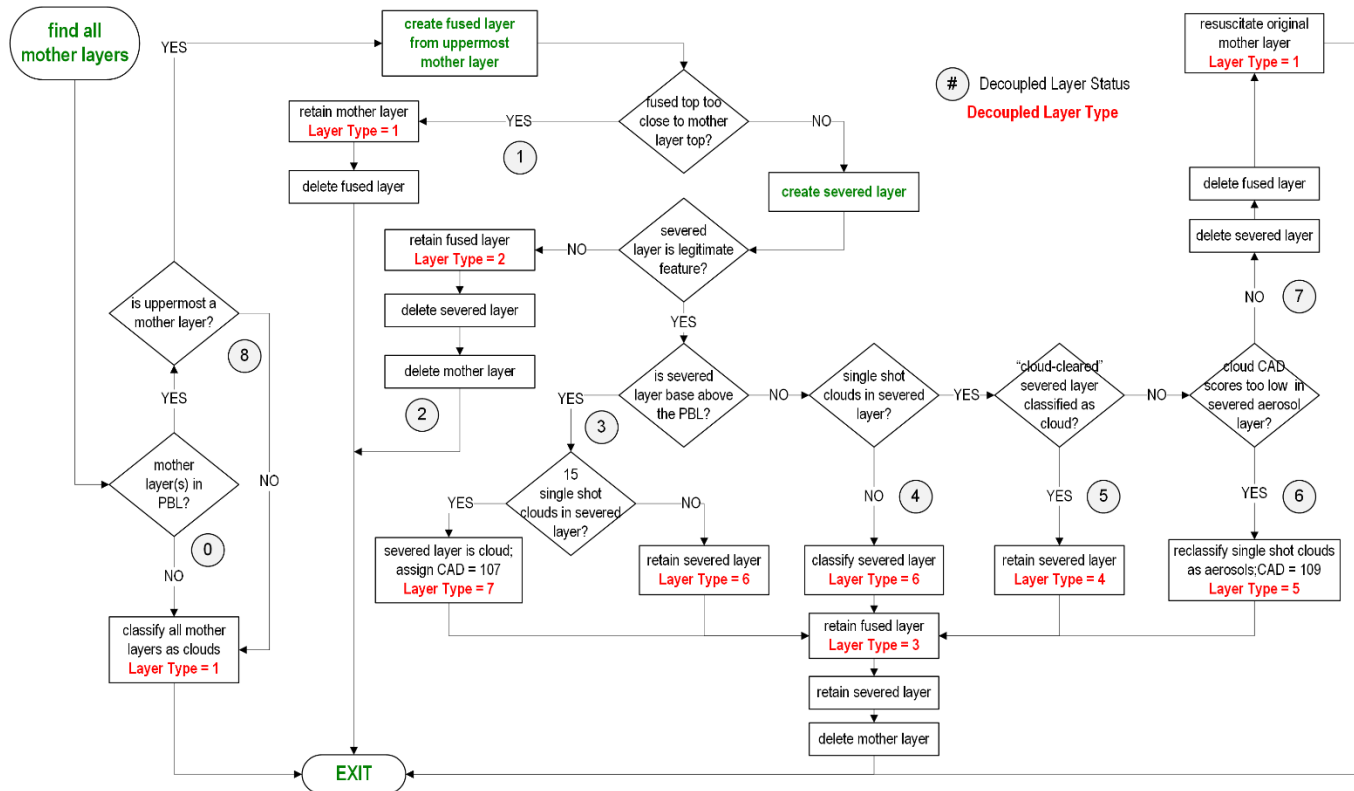 find all
mother layers
YES
create fused layer
from uppermost
mother layer
resuscitate original
mother layer
Layer Type = 1
# Decoupled Layer Status
Decoupled Layer Type
fused top too
close to mother
layer top?
retain mother layer
Layer Type = 1
YES
NO
1
delete fused layer
create severed layer
delete fused layer
severed
layer is legitimate
feature?
retain fused layer
Layer Type = 2
NO
delete severed layer
is uppermost a
mother layer?
delete severed layer
NO
7
YES
8
delete mother layer
"cloud-cleared"
severed layer
classified as
cloud?
cloud CAD
scores too low in
severed aerosol
layer?
is severed
layer base above
the PBL?
single shot
clouds in severed
layer?
YES
YES
NO
YES
NO
2
3
mother
layer(s) in
PBL?
NO
15
single shot
clouds in severed
layer?
YES
NO
NO
4
YES
5
YES
6
0
NO
severed layer is cloud;
assign CAD = 107
Layer Type = 7
retain severed layer
Layer Type = 6
classify severed layer
Layer Type = 6
retain severed layer
Layer Type = 4
reclassify single shot clouds
as aerosols;CAD = 109
Layer Type = 5
classify all mother
layers as clouds
Layer Type = 1
retain fused layer
Layer Type = 3
retain severed layer
delete mother layer
EXIT